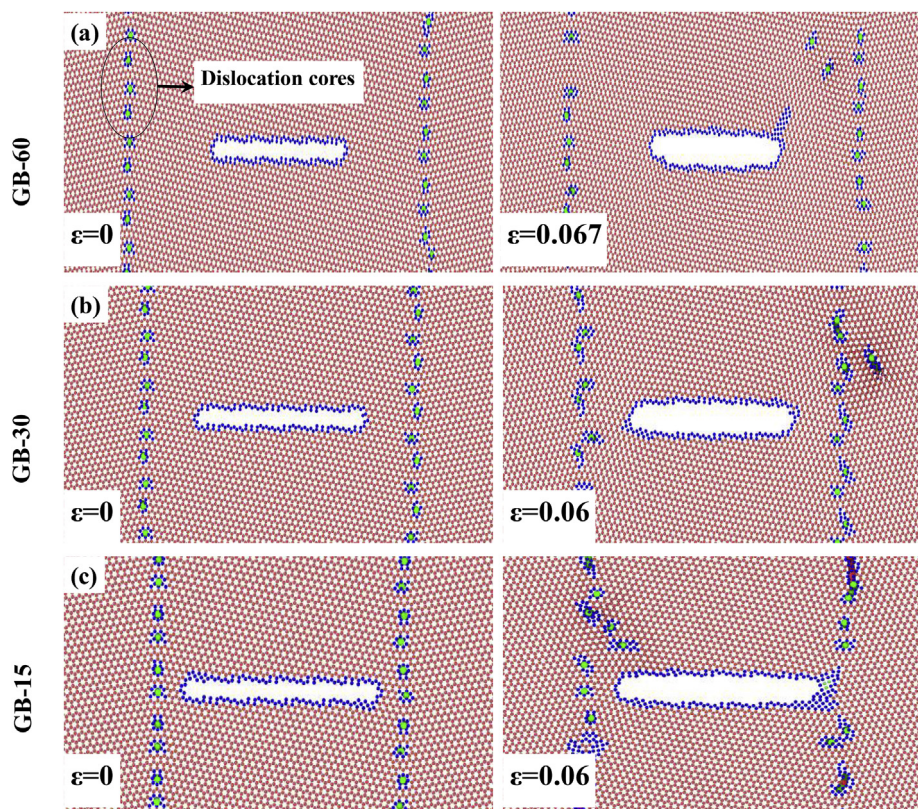 (a)
Dislocation cores
GB-60
ε=0
ε=0.067
(b)
GB-30
ε=0
ε=0.06
(c)
GB-15
ε=0
ε=0.06